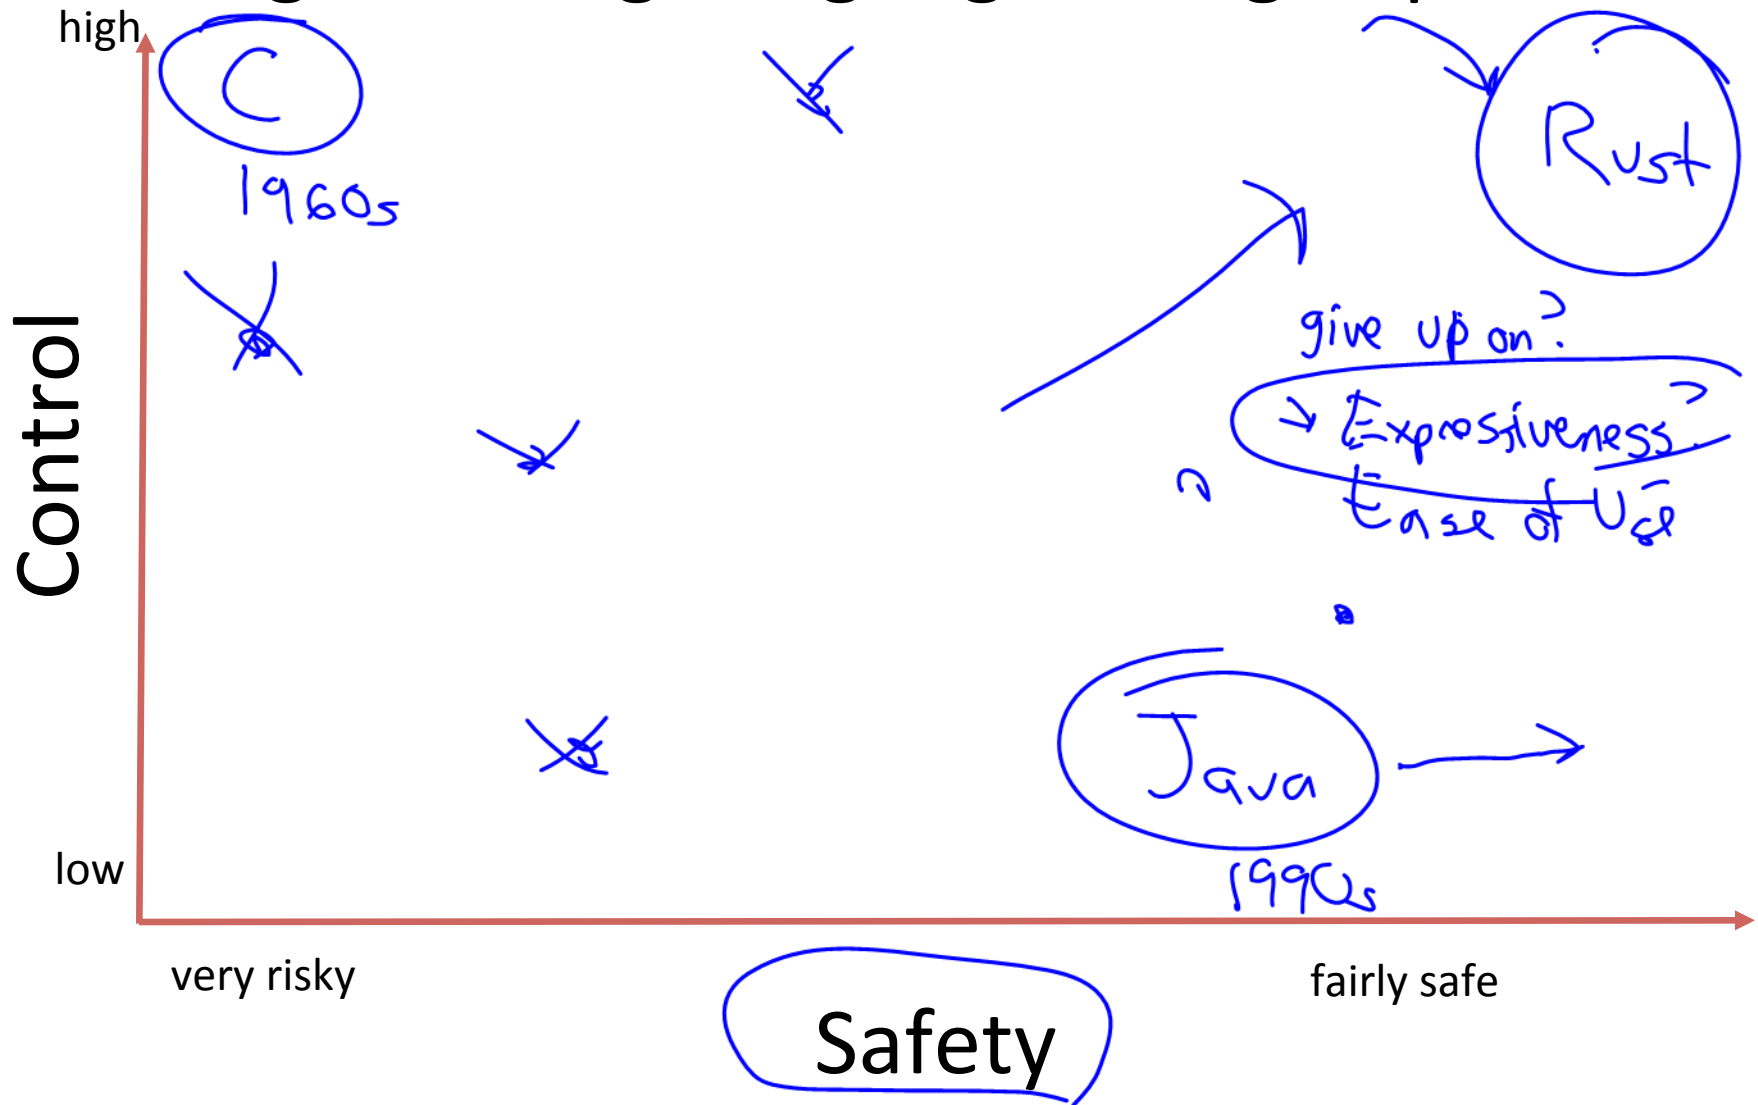 high
C
1960s
Rust
Control
give up on?
Expressiveness?
Ease of Use
Java
1990s
low
very risky
fairly safe
Safety